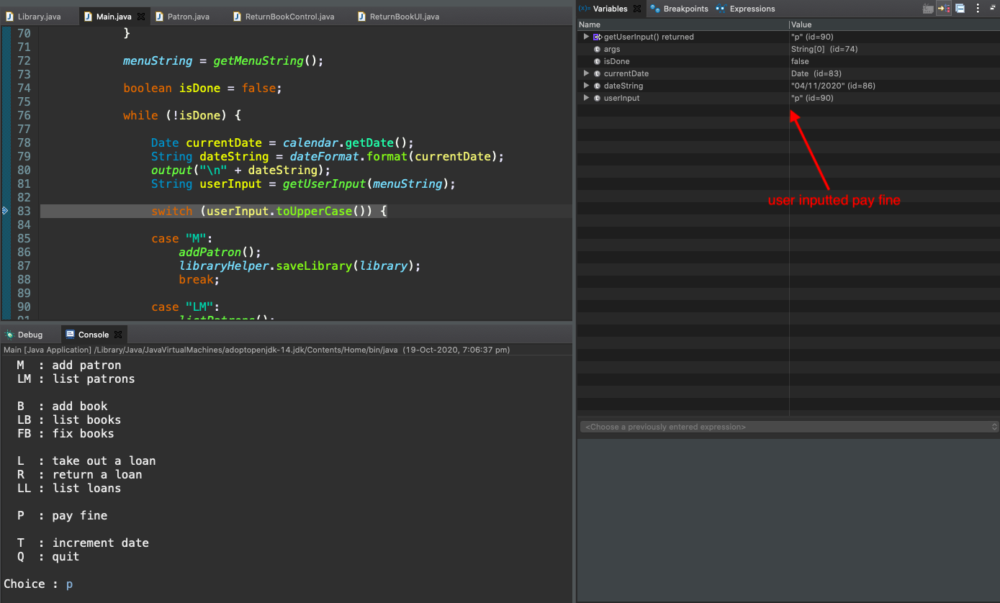 Library.java Main.java Patron.java ReturnBookControl.java ReturnBookUI.java
70 }
71
72 menuString = getMenuString();
73
74 boolean isDone = false;
75
76 while (!isDone) {
77
78 Date currentDate = calendar.getDate();
79 String dateString = dateFormat.format(currentDate);
80 output("\n" + dateString);
81 String userInput = getUserInput(menuString);
82
83 switch (userInput.toUpperCase()) {
84
85 case "M":
86 addPatron();
87 libraryHelper.saveLibrary(library);
88 break;
89
90 case "LM":
91 listPatrons();
Debug Console
Main [Java Application] /Library/Java/JavaVirtualMachines/adoptopenjdk-14.jdk/Contents/Home/bin/java (19-Oct-2020, 7:06:37 pm)
M : add patron
LM : list patrons
B : add book
LB : list books
FB : fix books
L : take out a loan
R : return a loan
LL : list loans
P : pay fine
T : increment date
Q : quit
Choice : p
(x)= Variables Breakpoints Expressions
Name Value
getUserInput() returned "p" (id=90)
args String[0] (id=74)
isDone false
currentDate Date (id=83)
dateString "04/11/2020" (id=86)
userInput "p" (id=90)
user inputted pay fine
<Choose a previously entered expression>